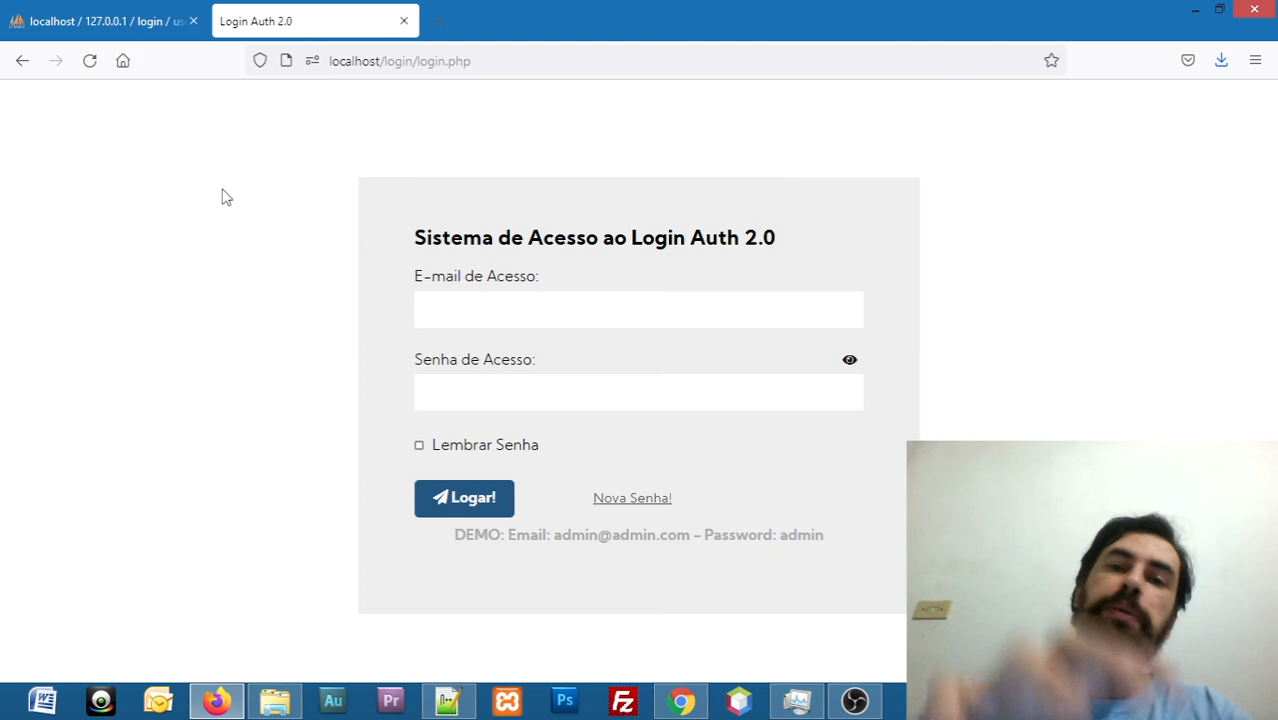 localhost / 127.0.0.1 / login / us
Login Auth 2.0
localhost/login/login.php
Sistema de Acesso ao Login Auth 2.0
E-mail de Acesso:
Senha de Acesso:
Lembrar Senha
Logar!
Nova Senha!
DEMO: Email: admin@admin.com - Password: admin
Au
Pr
Ps
Fz